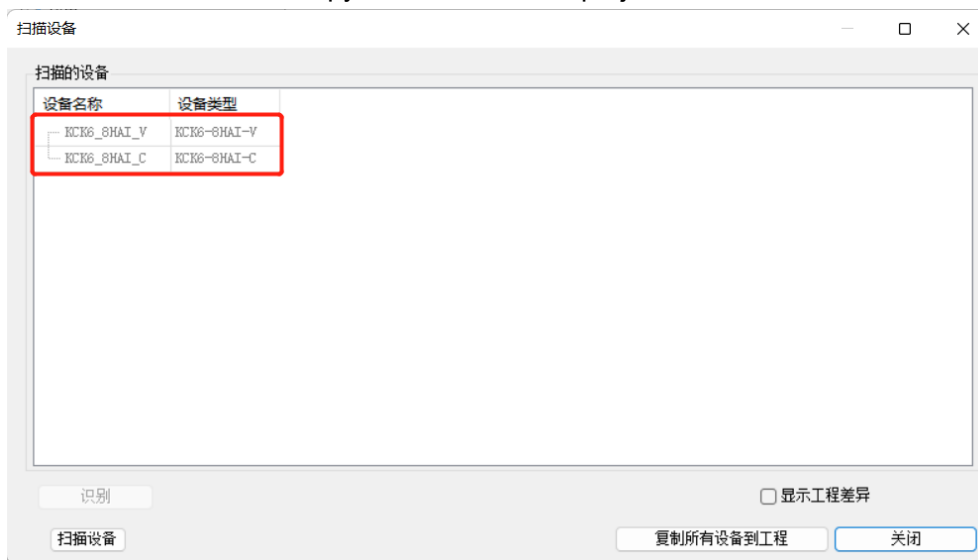 扫描设备
扫描的设备
设备名称 设备类型
KCK6_8HAI_V KCK6-8HAI-V
KCK6_8HAI_C KCK6-8HAI-C
识别
显示工程差异
扫描设备
复制所有设备到工程
关闭